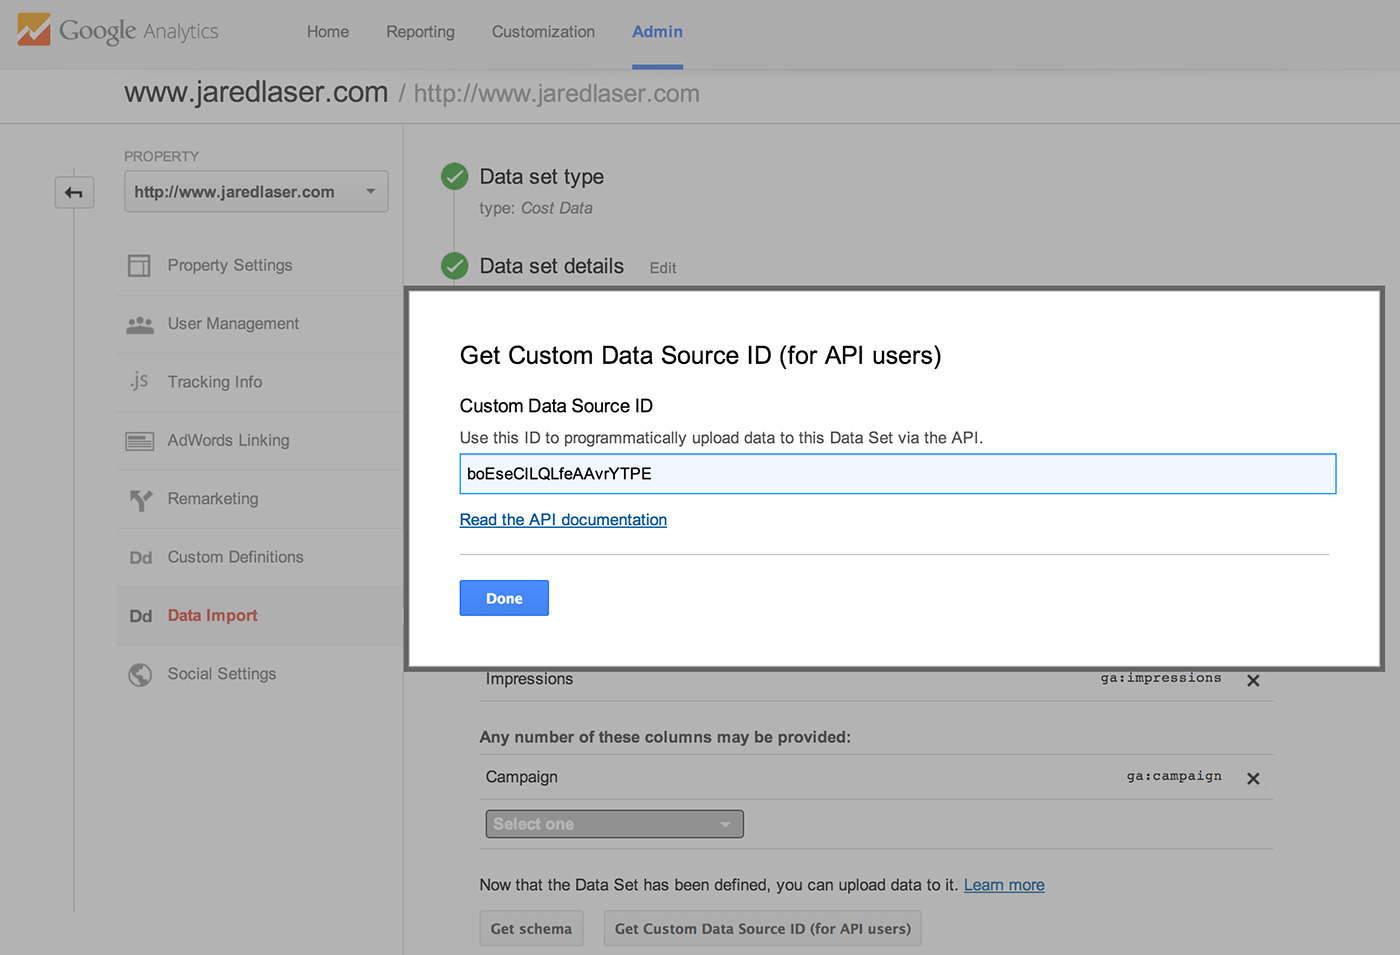 Google Analytics
Home Reporting Customization Admin
www.jaredlaser.com / http://www.jaredlaser.com
PROPERTY
http://www.jaredlaser.com
Property Settings
User Management
.js Tracking Info
AdWords Linking
Remarketing
Dd Custom Definitions
Dd Data Import
Social Settings
Data set type
type: Cost Data
Data set details Edit
Get Custom Data Source ID (for API users)
Custom Data Source ID
Use this ID to programmatically upload data to this Data Set via the API.
boEseClLQLfeAAvrYTPE
Read the API documentation
Done
Impressions ga:impressions
Any number of these columns may be provided:
Campaign ga:campaign
Select one
Now that the Data Set has been defined, you can upload data to it. Learn more
Get schema
Get Custom Data Source ID (for API users)